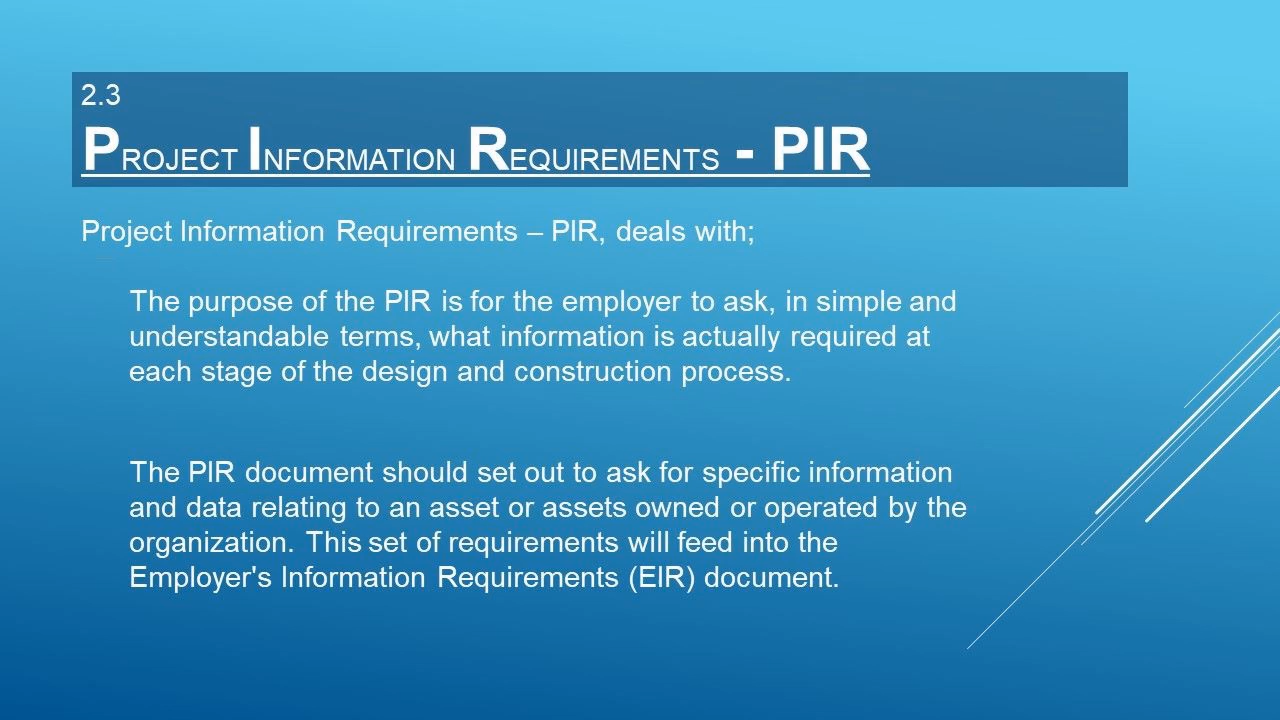 2.3
PROJECT INFORMATION REQUIREMENTS - PIR
Project Information Requirements – PIR, deals with;
The purpose of the PIR is for the employer to ask, in simple and
understandable terms, what information is actually required at
each stage of the design and construction process.
The PIR document should set out to ask for specific information
and data relating to an asset or assets owned or operated by the
organization. This set of requirements will feed into the
Employer's Information Requirements (EIR) document.